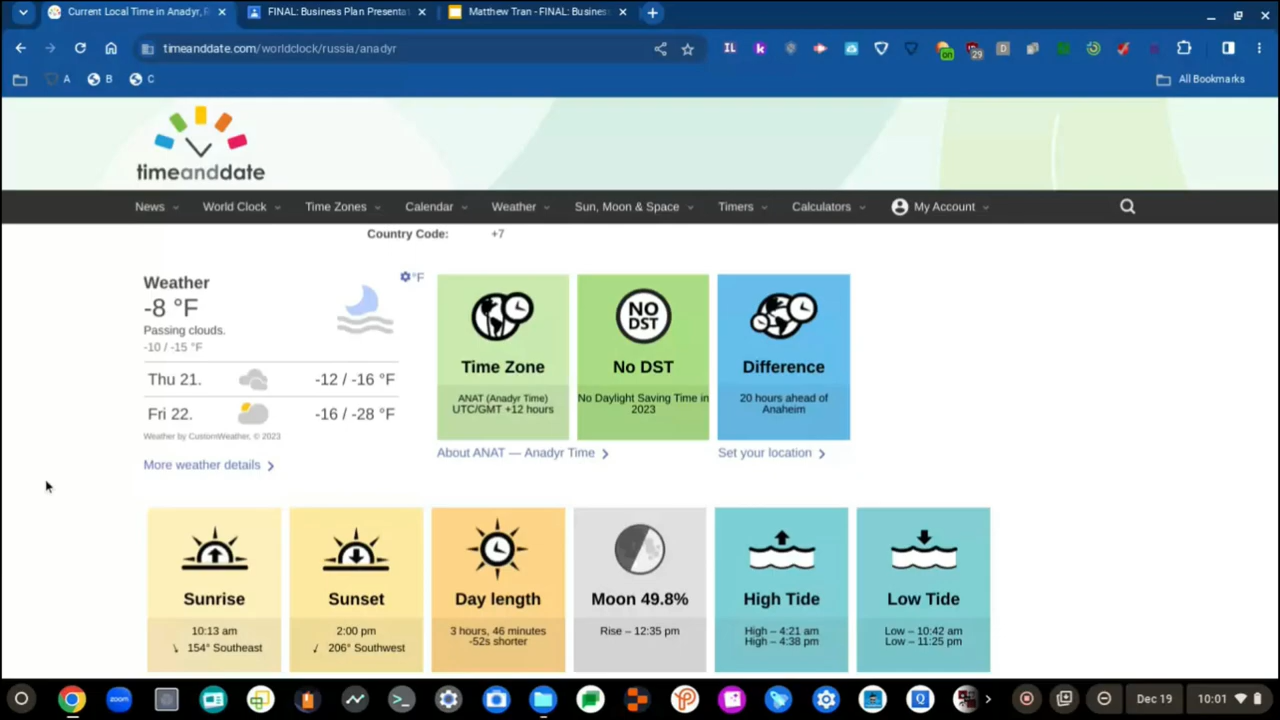 Current Local Time in Anadyr, R
FINAL: Business Plan Presentat
Matthew Tran - FINAL: Busines
timeanddate.com/worldclock/russia/anadyr
IL
k
on
29
D
A
B
C
All Bookmarks
timeanddate
News
World Clock
Time Zones
Calendar
Weather
Sun, Moon & Space
Timers
Calculators
My Account
Country Code: +7
Weather
°F
-8 °F
Passing clouds.
-10 / -15 °F
Thu 21. -12 / -16 °F
Fri 22. -16 / -28 °F
Weather by CustomWeather, © 2023
More weather details
Time Zone
ANAT (Anadyr Time)
UTC/GMT +12 hours
NO
DST
No DST
No Daylight Saving Time in
2023
Difference
20 hours ahead of
Anaheim
About ANAT — Anadyr Time
Set your location
Sunrise
10:13 am
154° Southeast
Sunset
2:00 pm
206° Southwest
Day length
3 hours, 46 minutes
-52s shorter
Moon 49.8%
Rise – 12:35 pm
High Tide
High – 4:21 am
High – 4:38 pm
Low Tide
Low – 10:42 am
Low – 11:25 pm
zoom
Q
Dec 19
10:01